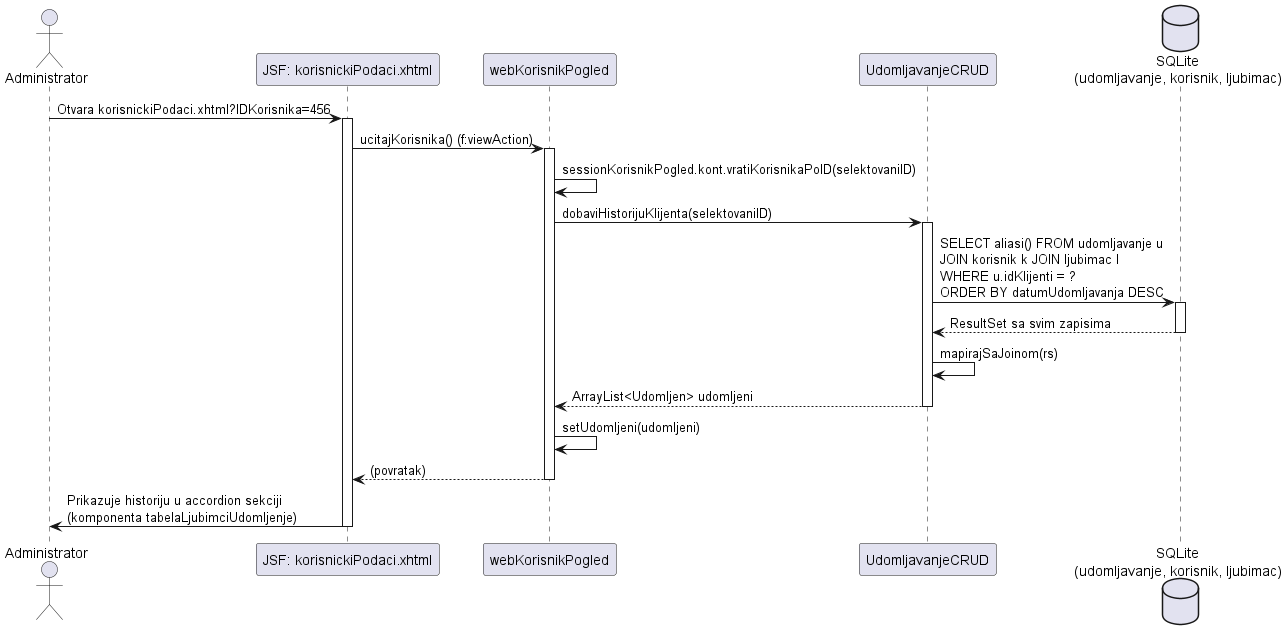 Administrator
JSF: korisnickiPodaci.xhtml
webKorisnikPogled
UdomljavanjeCRUD
SQLite
(udomljavanje, korisnik, ljubimac)
Otvara korisnickiPodaci.xhtml?IDKorisnika=456
ucitajKorisnika() (f:viewAction)
sessionKorisnikPogled.kont.vratiKorisnikaPoID(selektovaniID)
dobaviHistorijuKlijenta(selektovaniID)
SELECT aliasi() FROM udomljavanje u
JOIN korisnik k JOIN ljubimac l
WHERE u.idKlijenti = ?
ORDER BY datumUdomljavanja DESC
ResultSet sa svim zapisima
mapirajSaJoinom(rs)
ArrayList<Udomljen> udomljeni
setUdomljeni(udomljeni)
(povratak)
Prikazuje historiju u accordion sekciji
(komponenta tabelaLjubimciUdomljenje)
Administrator
JSF: korisnickiPodaci.xhtml
webKorisnikPogled
UdomljavanjeCRUD
SQLite
(udomljavanje, korisnik, ljubimac)